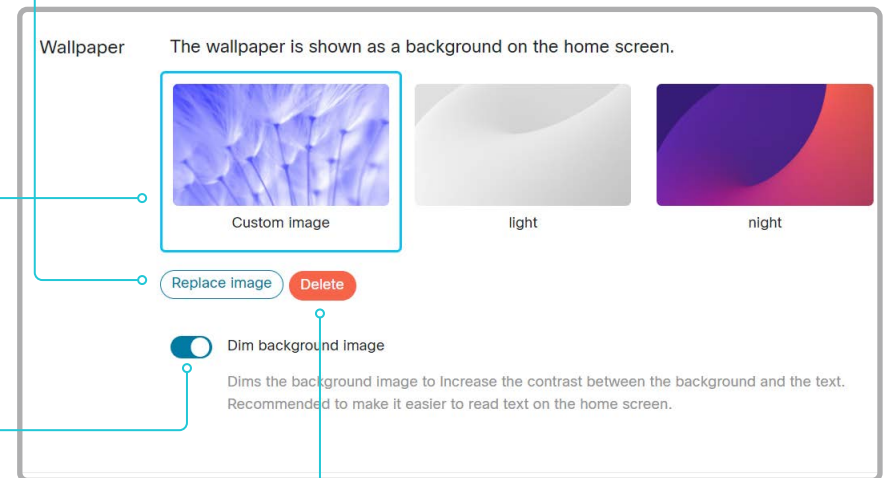 Wallpaper The wallpaper is shown as a background on the home screen.
Custom image light night
Replace image Delete
Dim background image
Dims the background image to Increase the contrast between the background and the text.
Recommended to make it easier to read text on the home screen.